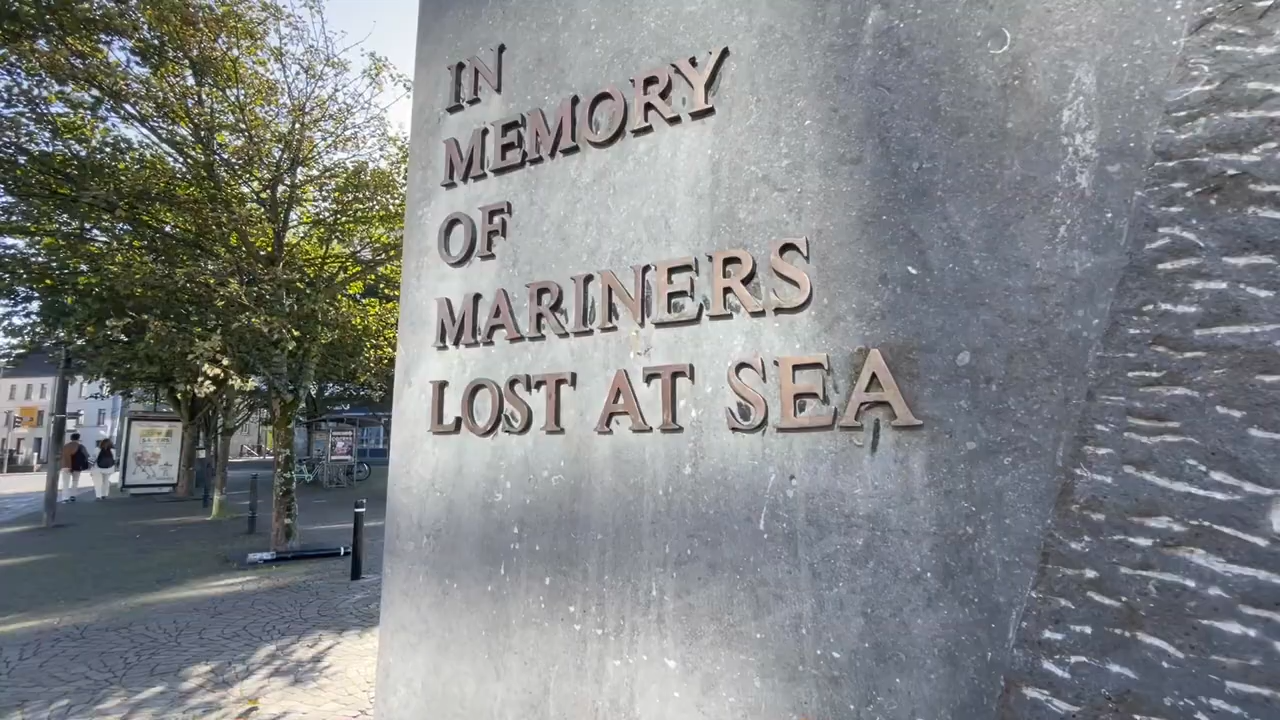 IN
MEMORY
OF
MARINERS
LOST AT SEA